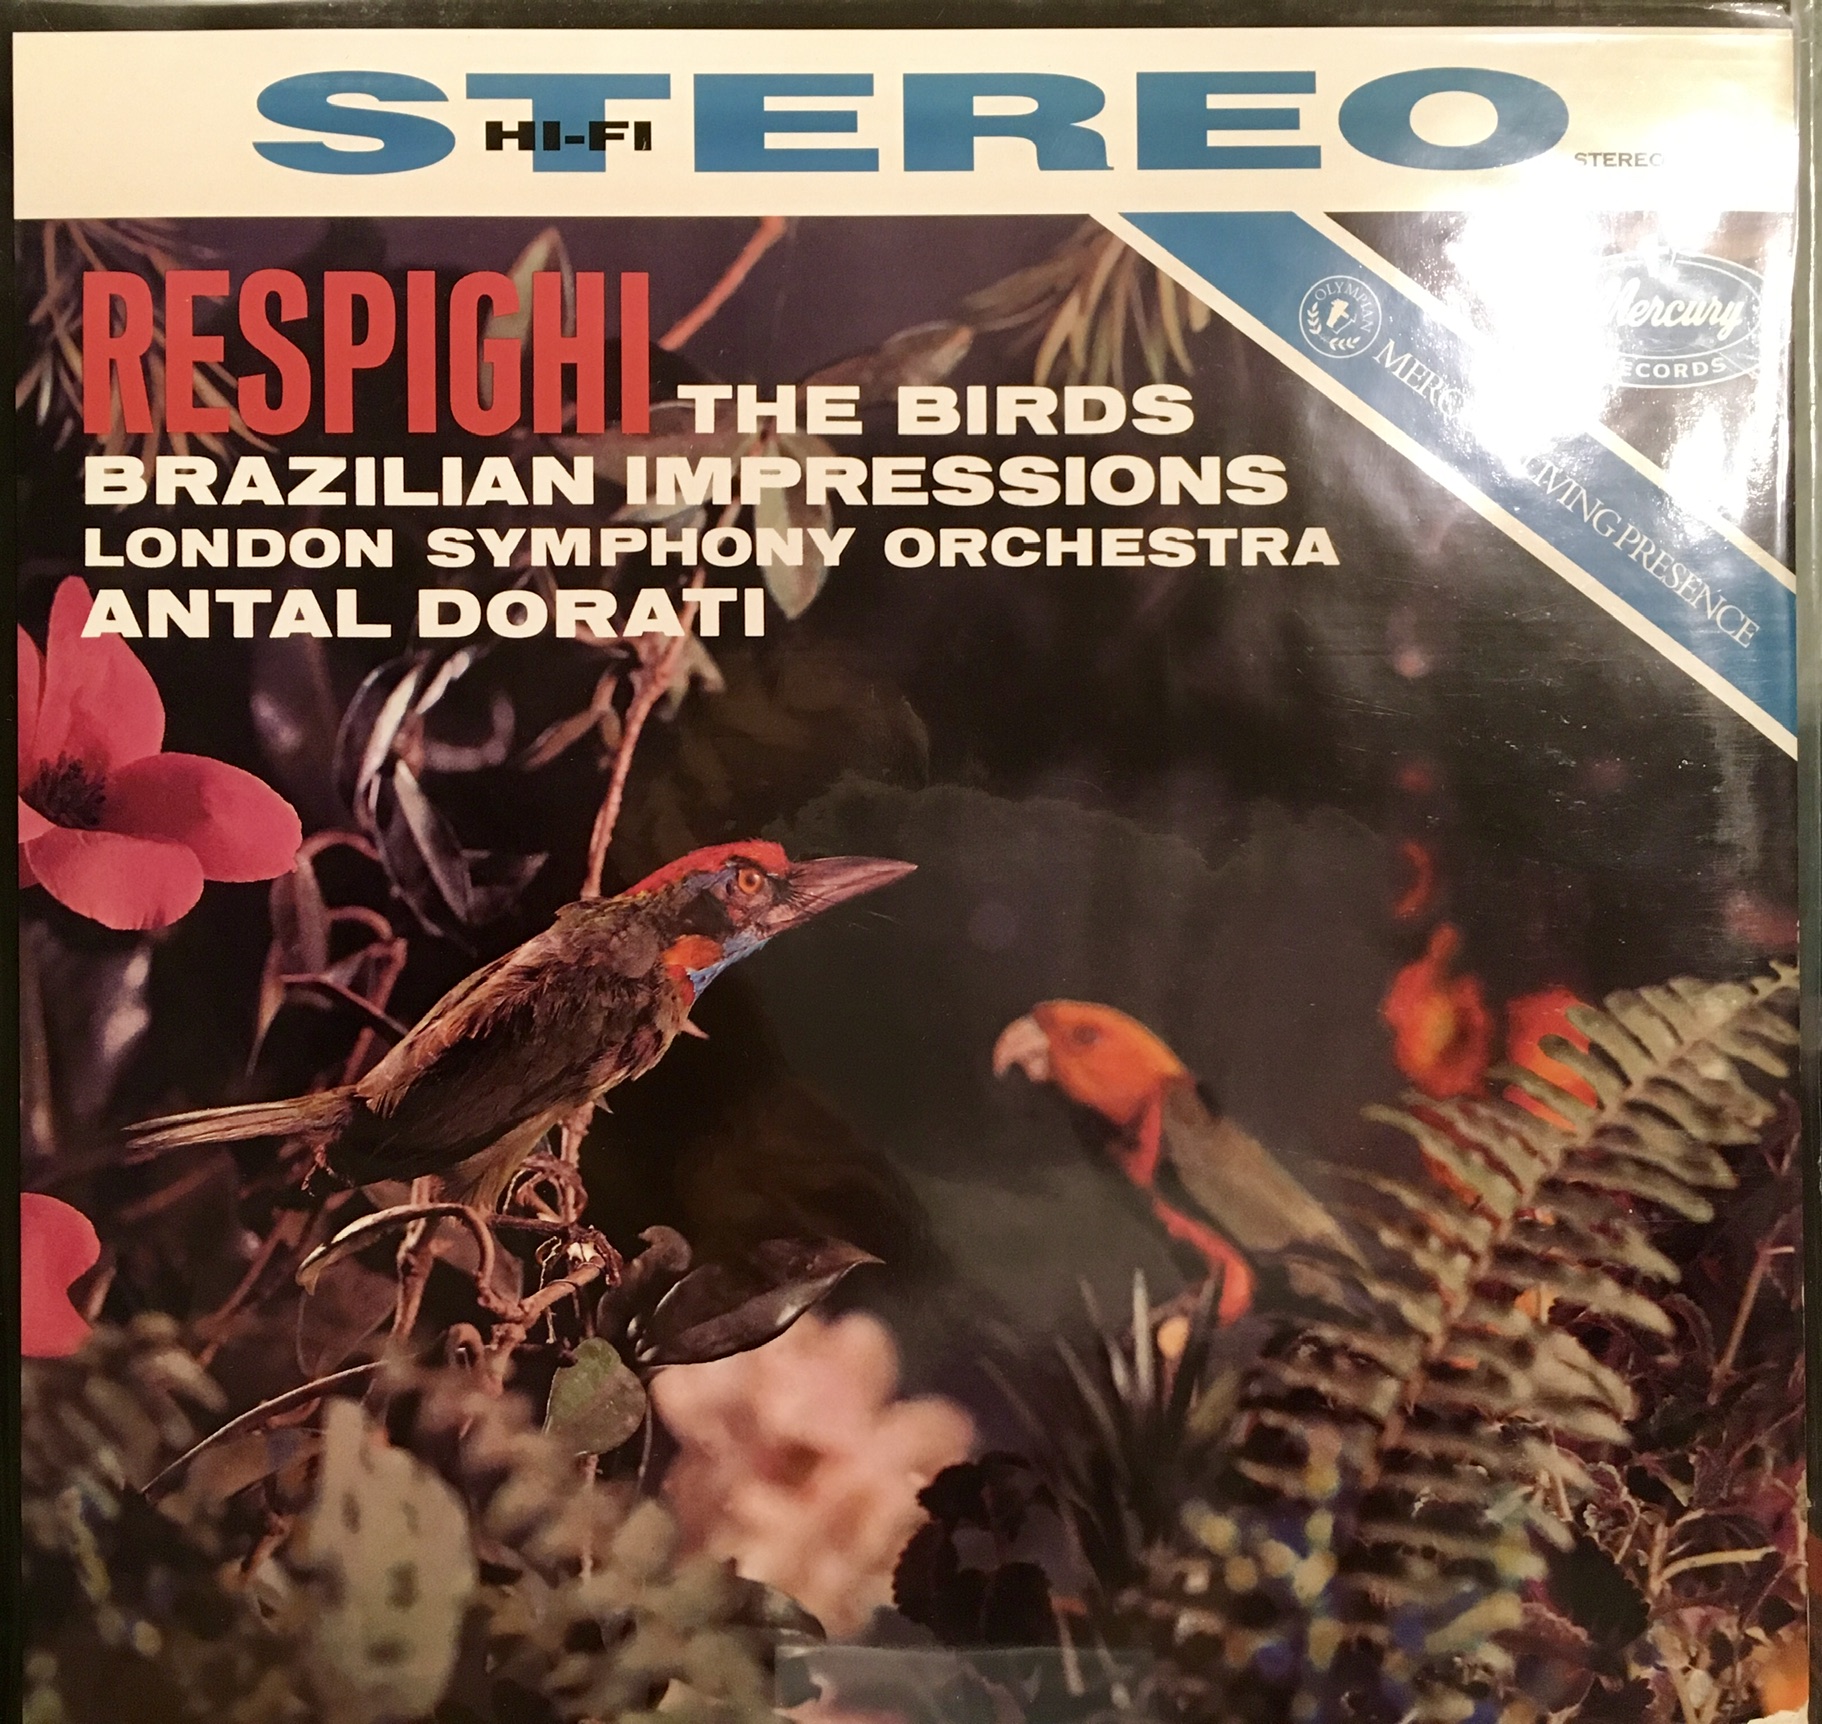 STEREO
HI-FI
STEREO
OLYMPIAN
Mercury
RECORDS
LIVING PRESENCE
RESPIGHI THE BIRDS
BRAZILIAN IMPRESSIONS
LONDON SYMPHONY ORCHESTRA
ANTAL DORATI